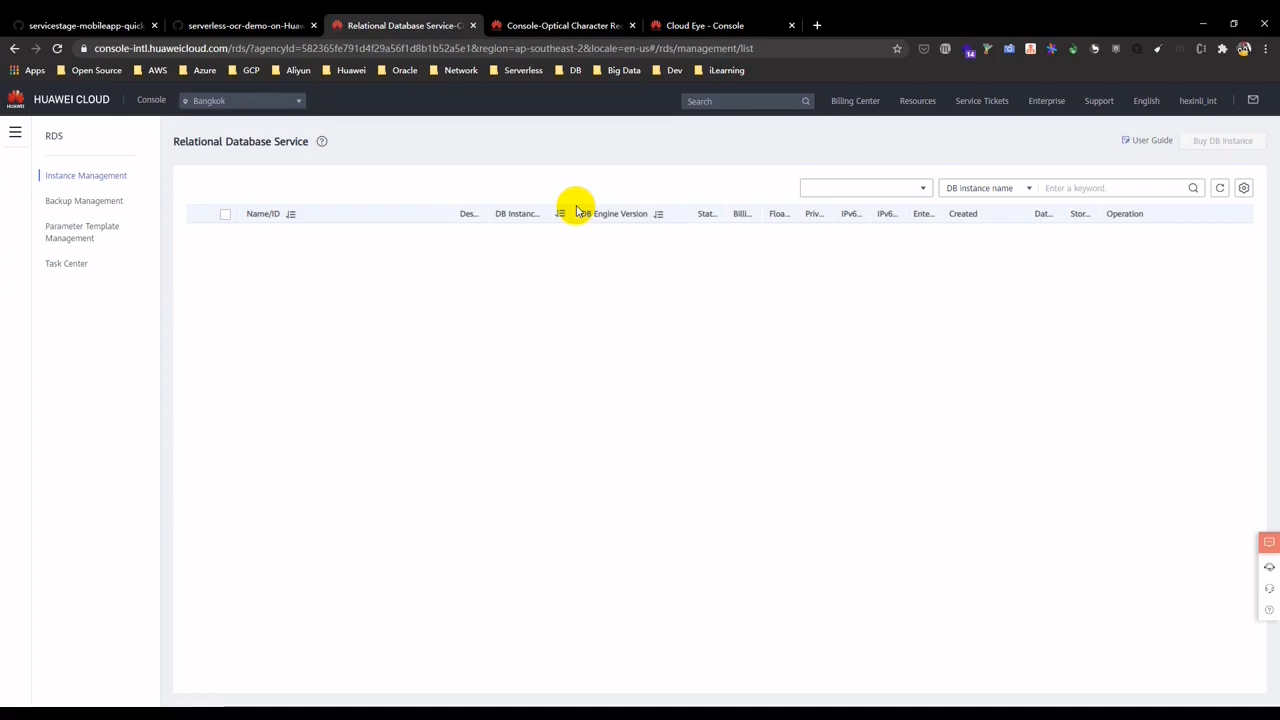 servicestage-mobileapp-quick
serverless-ocr-demo-on-Huaw
Relational Database Service-C
Console-Optical Character Rec
Cloud Eye - Console
console-intl.huaweicloud.com/rds/?agencyId=582365fe791d4f29a56f1d8b1b52a5e1&region=ap-southeast-2&locale=en-us#/rds/management/list
14
Apps Open Source AWS Azure GCP Aliyun Huawei Oracle Network Serverless DB Big Data Dev iLearning
HUAWEI
HUAWEI CLOUD Console Bangkok Search Billing Center Resources Service Tickets Enterprise Support English hexinli_int
RDS
Instance Management
Backup Management
Parameter Template
Management
Task Center
Relational Database Service
User Guide Buy DB Instance
DB instance name Enter a keyword.
Name/ID Des... DB Instanc... DB Engine Version Stat... Billi... Floa... Priv... IPv6... IPv6... Ente... Created Dat... Stor... Operation